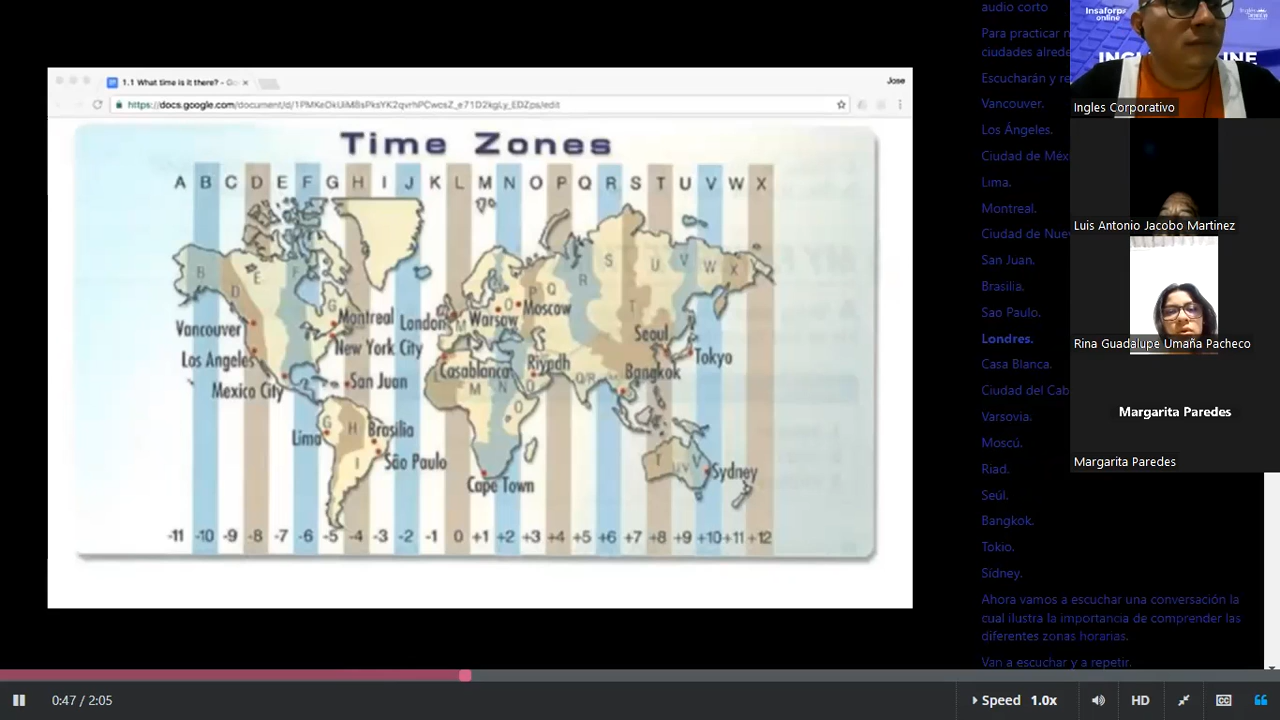 1.1 What time is it there? - Go
Jose
https://docs.google.com/document/d/
/edit
Time Zones
A B C D E F G H I J K L M N O P Q R S T U V W X
B
D
E
G
R
S
U
V
W
X
P
Q
O
T
Vancouver
Montreal
London
M
Warsaw
Moscow
Los Angeles
New York City
Seoul
Tokyo
Mexico City
San Juan
Casablanca
Riyadh
Bangkok
M
N
O
Q/R
Lima
G
H
Brasilia
O
I
São Paulo
Cape Town
T
U/V
V
Sydney
-11 -10 -9 -8 -7 -6 -5 -4 -3 -2 -1 0 +1 +2 +3 +4 +5 +6 +7 +8 +9 +10 +11 +12
audio corto
Para practicar
ciudades alrede
Escucharán y re
Vancouver.
Los Ángeles.
Ciudad de Méx
Lima.
Montreal.
Ciudad de Nue
San Juan.
Brasilia.
Sao Paulo.
Londres.
Casa Blanca.
Ciudad del Cab
Varsovia.
Moscú.
Riad.
Seúl.
Bangkok.
Tokio.
Sídney.
Ahora vamos a escuchar una conversación la
cual ilustra la importancia de comprender las
diferentes zonas horarias.
Van a escuchar y a repetir.
Insaforp
online
Ingles Corporativo
Luis Antonio Jacobo Martinez
Rina Guadalupe Umaña Pacheco
Margarita Paredes
Margarita Paredes
0:47 / 2:05
Speed 1.0x
HD
CC